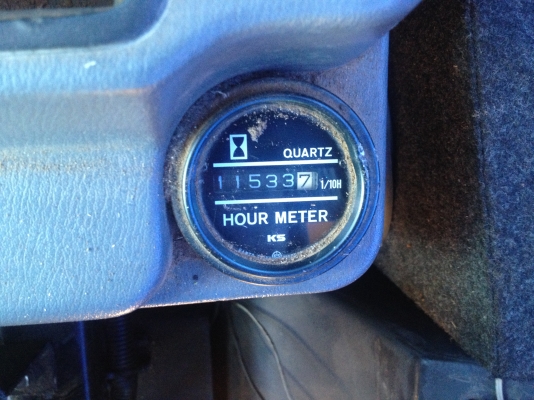 QUARTZ
115337 1/10H
HOUR METER
KS